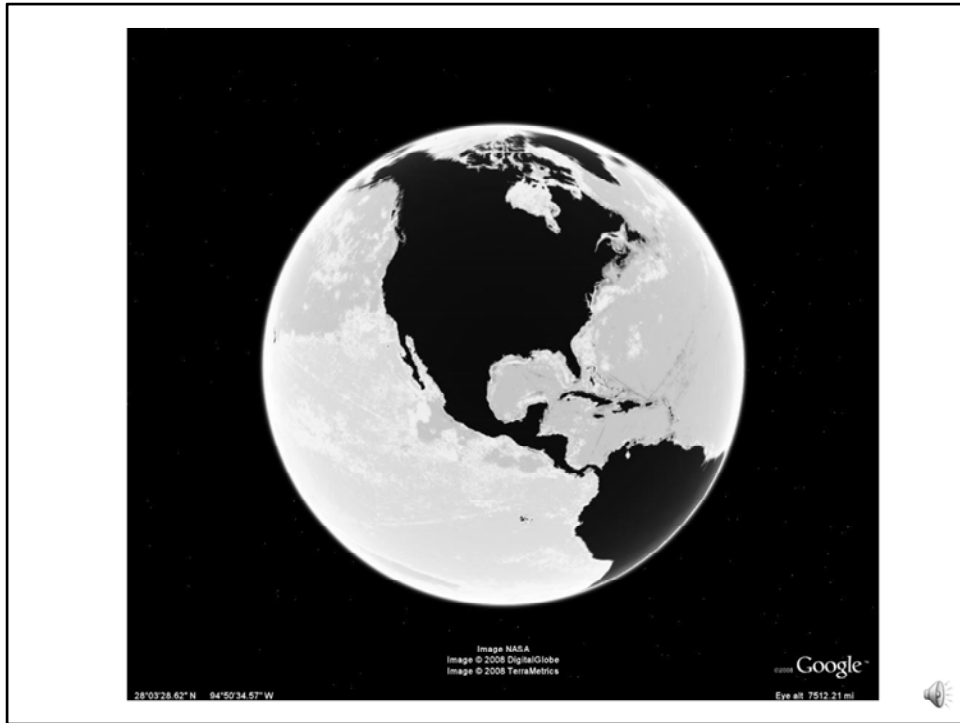 Image NASA
Image © 2008 DigitalGlobe
Image © 2008 TerraMetrics
©2008 Google™
28°03'28.62" N 94°50'34.57" W
Eye alt 7512.21 mi